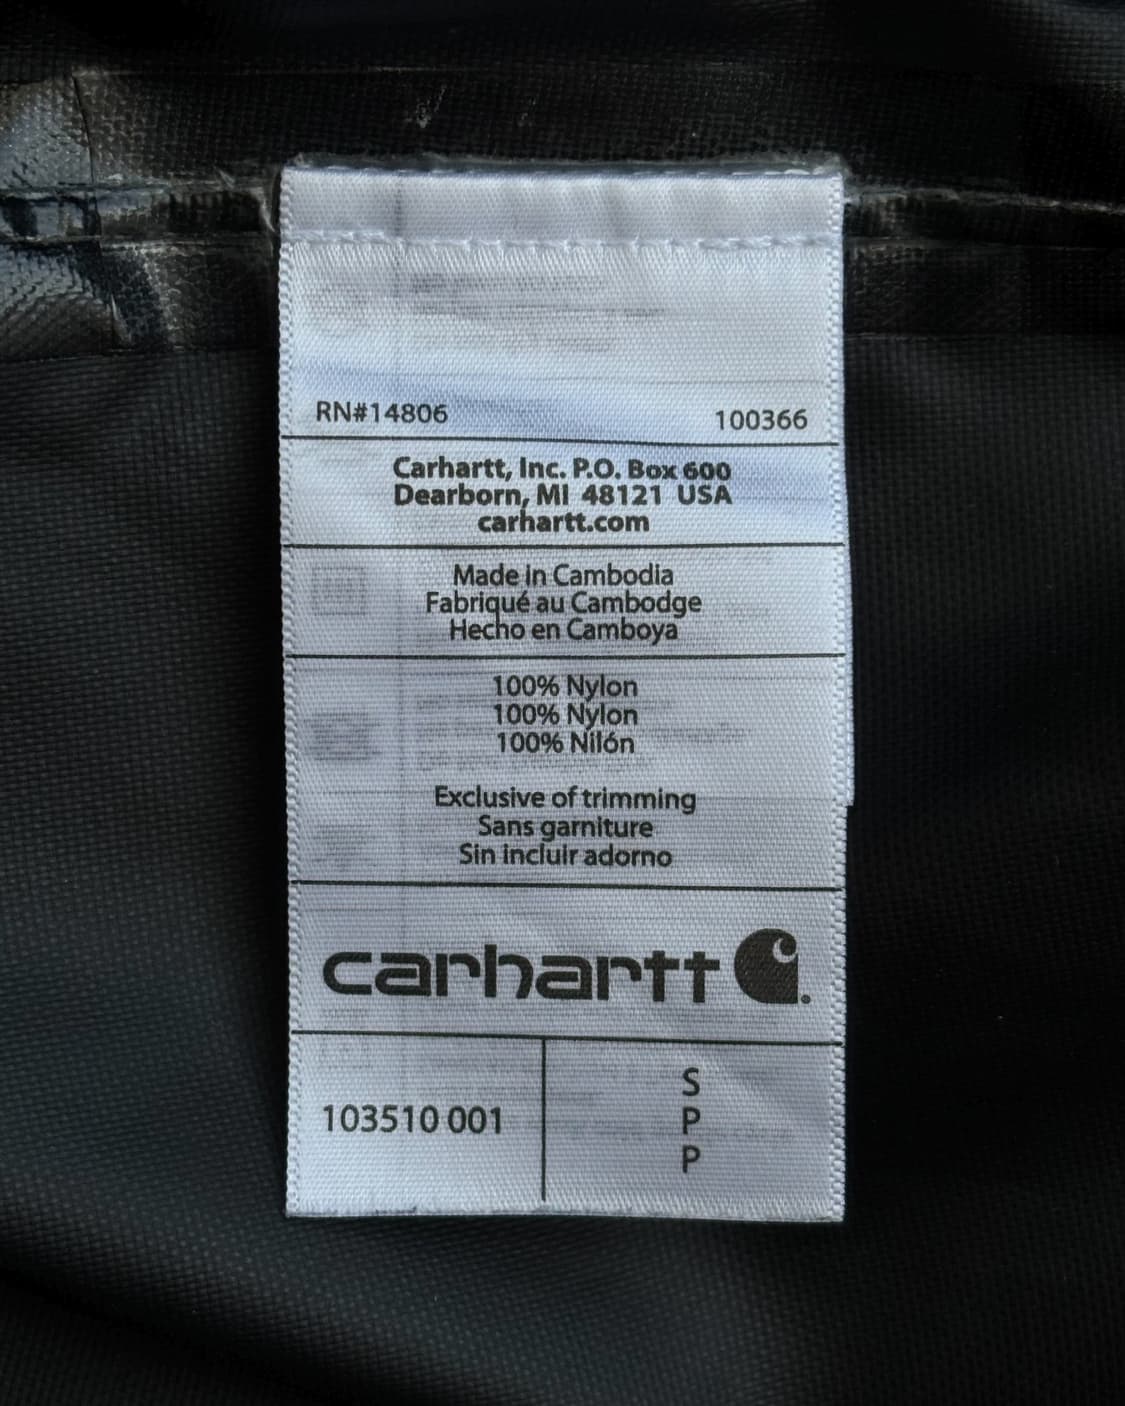 RN#14806 100366
Carhartt, Inc. P.O. Box 600
Dearborn, MI 48121 USA
carhartt.com
Made in Cambodia
Fabriqué au Cambodge
Hecho en Camboya
100% Nylon
100% Nylon
100% Nilón
Exclusive of trimming
Sans garniture
Sin incluir adorno
carhartt
103510 001
S
P
P